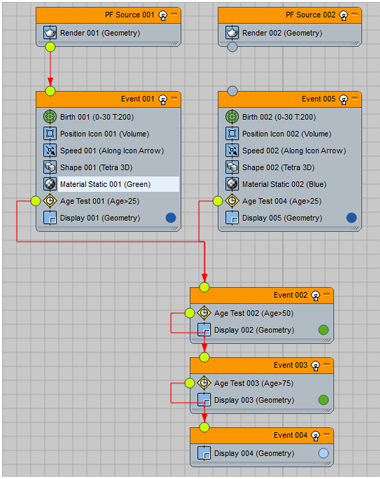 PF Source 001
Render 001 (Geometry)
PF Source 002
Render 002 (Geometry)
Event 001
Birth 001 (0-30 T:200)
Position Icon 001 (Volume)
Speed 001 (Along Icon Arrow)
Shape 001 (Tetra 3D)
Material Static 001 (Green)
Age Test 001 (Age>25)
Display 001 (Geometry)
Event 005
Birth 002 (0-30 T:200)
Position Icon 002 (Volume)
Speed 002 (Along Icon Arrow)
Shape 002 (Tetra 3D)
Material Static 002 (Blue)
Age Test 004 (Age>25)
Display 005 (Geometry)
Event 002
Age Test 002 (Age>50)
Display 002 (Geometry)
Event 003
Age Test 003 (Age>75)
Display 003 (Geometry)
Event 004
Display 004 (Geometry)